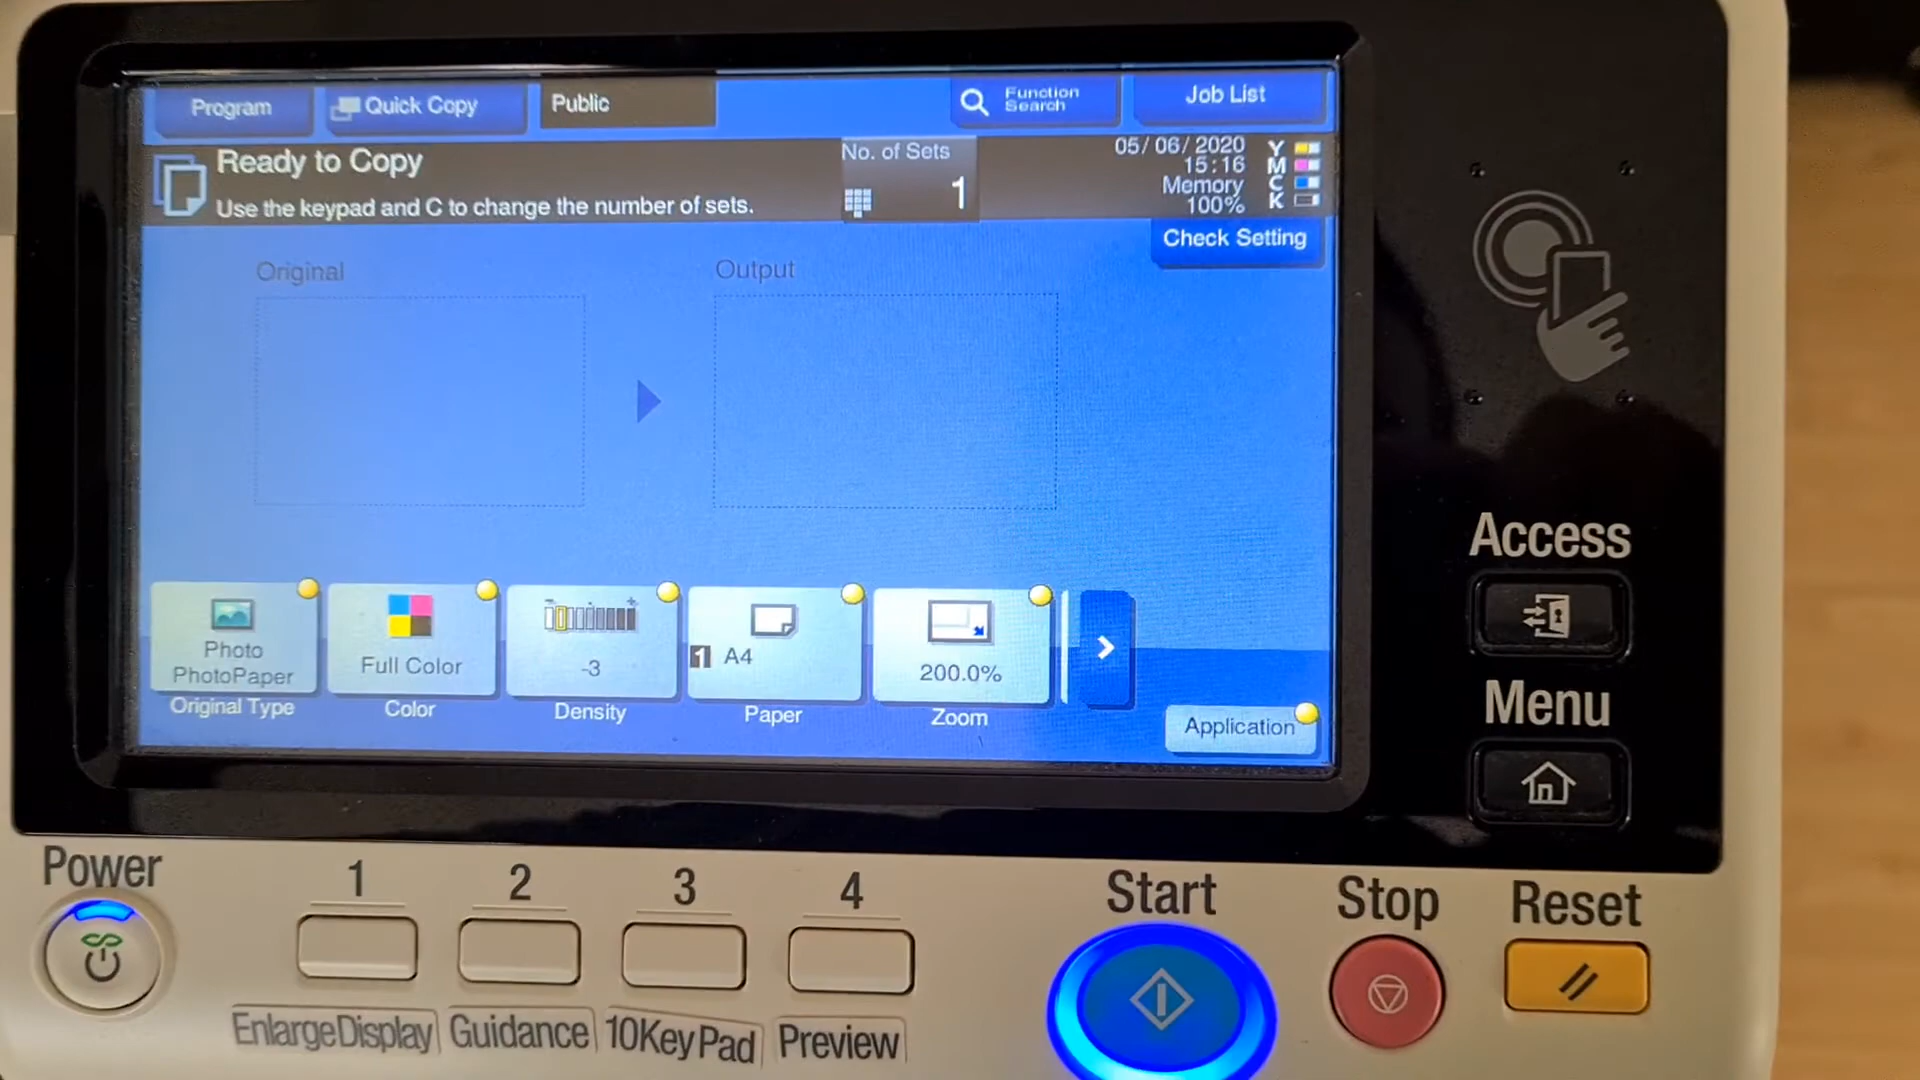 Program
Quick Copy
Public
Function
Search
Job List
Ready to Copy
Use the keypad and C to change the number of sets.
No. of Sets
1
05/06/2020
15:16
Memory
100%
Y
M
C
K
Check Setting
Original
Output
Photo
PhotoPaper
Original Type
Full Color
Color
- +
-3
Density
1 A4
Paper
200.0%
Zoom
Application
Access
Menu
Power
1
2
3
4
Start
Stop
Reset
EnlargeDisplay
Guidance
10KeyPad
Preview